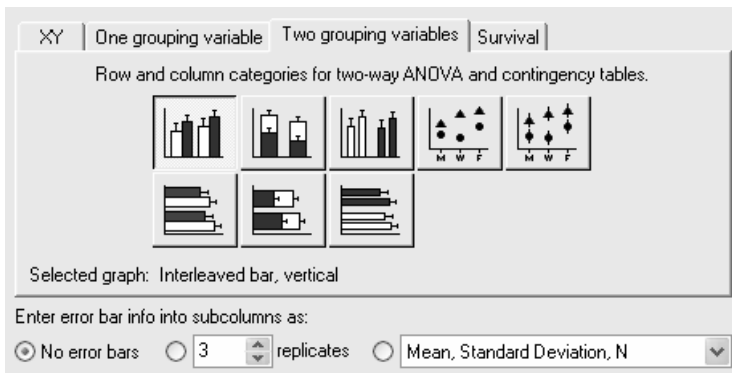 XY One grouping variable Two grouping variables Survival
Row and column categories for two-way ANOVA and contingency tables.
M W F M W F
Selected graph: Interleaved bar, vertical
Enter error bar info into subcolumns as:
No error bars 3 replicates Mean, Standard Deviation, N